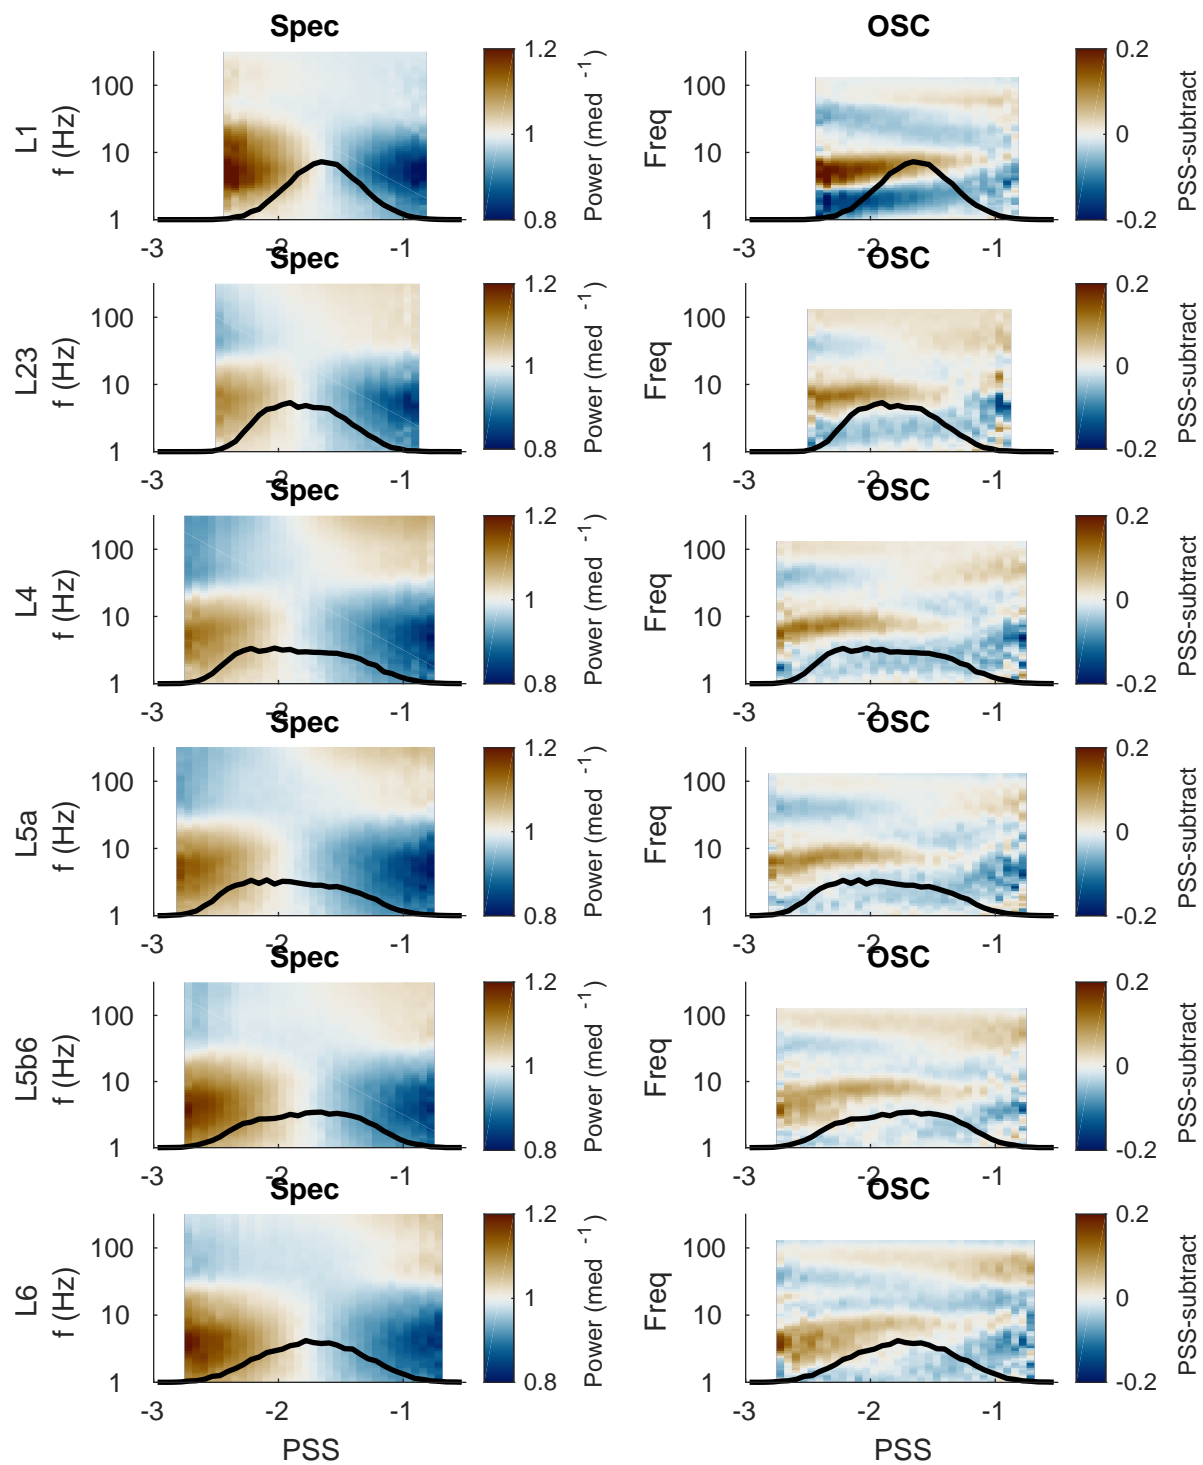 Spec
OSC
L1
f (Hz)
100
10
1
-3
-2
-1
1.2
1
0.8
Power (med -1)
Freq
100
10
1
-3
-2
-1
0.2
0
-0.2
PSS-subtract
Spec
OSC
L23
f (Hz)
100
10
1
-3
-2
-1
1.2
1
0.8
Power (med -1)
Freq
100
10
1
-3
-2
-1
0.2
0
-0.2
PSS-subtract
Spec
OSC
L4
f (Hz)
100
10
1
-3
-2
-1
1.2
1
0.8
Power (med -1)
Freq
100
10
1
-3
-2
-1
0.2
0
-0.2
PSS-subtract
Spec
OSC
L5a
f (Hz)
100
10
1
-3
-2
-1
1.2
1
0.8
Power (med -1)
Freq
100
10
1
-3
-2
-1
0.2
0
-0.2
PSS-subtract
Spec
OSC
L5b6
f (Hz)
100
10
1
-3
-2
-1
1.2
1
0.8
Power (med -1)
Freq
100
10
1
-3
-2
-1
0.2
0
-0.2
PSS-subtract
Spec
OSC
L6
f (Hz)
100
10
1
-3
-2
-1
PSS
1.2
1
0.8
Power (med -1)
Freq
100
10
1
-3
-2
-1
PSS
0.2
0
-0.2
PSS-subtract